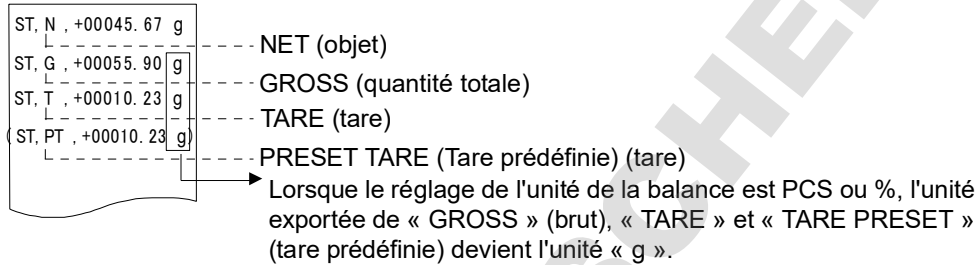 ST, N , +00045. 67 g
NET (objet)
ST, G , +00055. 90 g
GROSS (quantité totale)
ST, T , +00010. 23 g
TARE (tare)
( ST, PT , +00010. 23 g)
PRESET TARE (Tare prédéfinie) (tare)
Lorsque le réglage de l'unité de la balance est PCS ou %, l'unité
exportée de « GROSS » (brut), « TARE » et « TARE PRESET »
(tare prédéfinie) devient l'unité « g ».